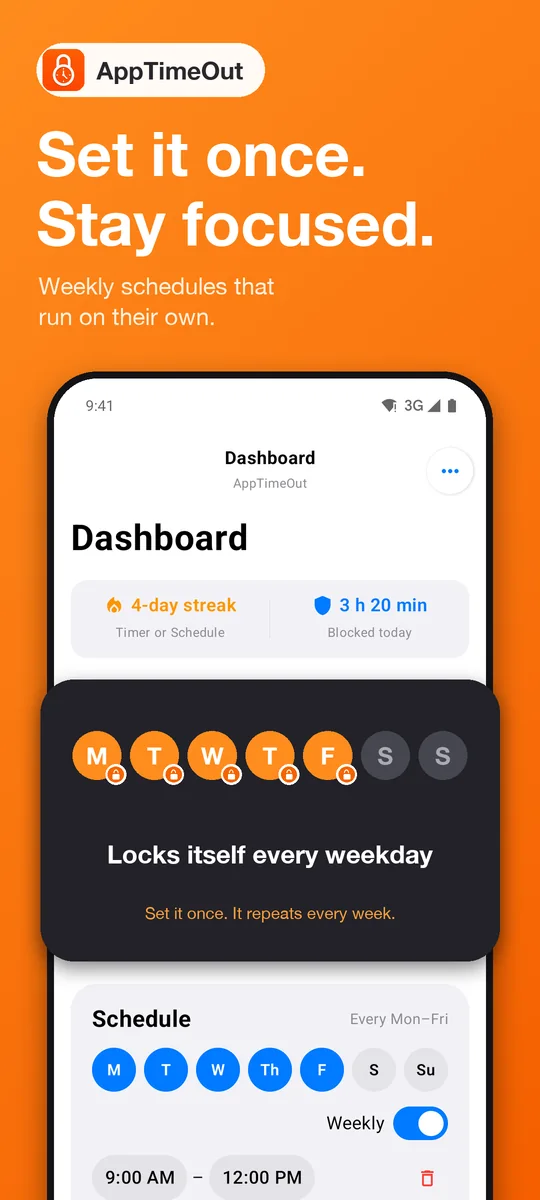 AppTimeOut
Set it once.
Stay focused.
Weekly schedules that
run on their own.
9:41
3G
Dashboard
AppTimeOut
Dashboard
4-day streak
3 h 20 min
Timer or Schedule
Blocked today
M T W T F S S
Locks itself every weekday
Set it once. It repeats every week.
Schedule
Every Mon–Fri
M T W Th F S Su
Weekly
9:00 AM – 12:00 PM